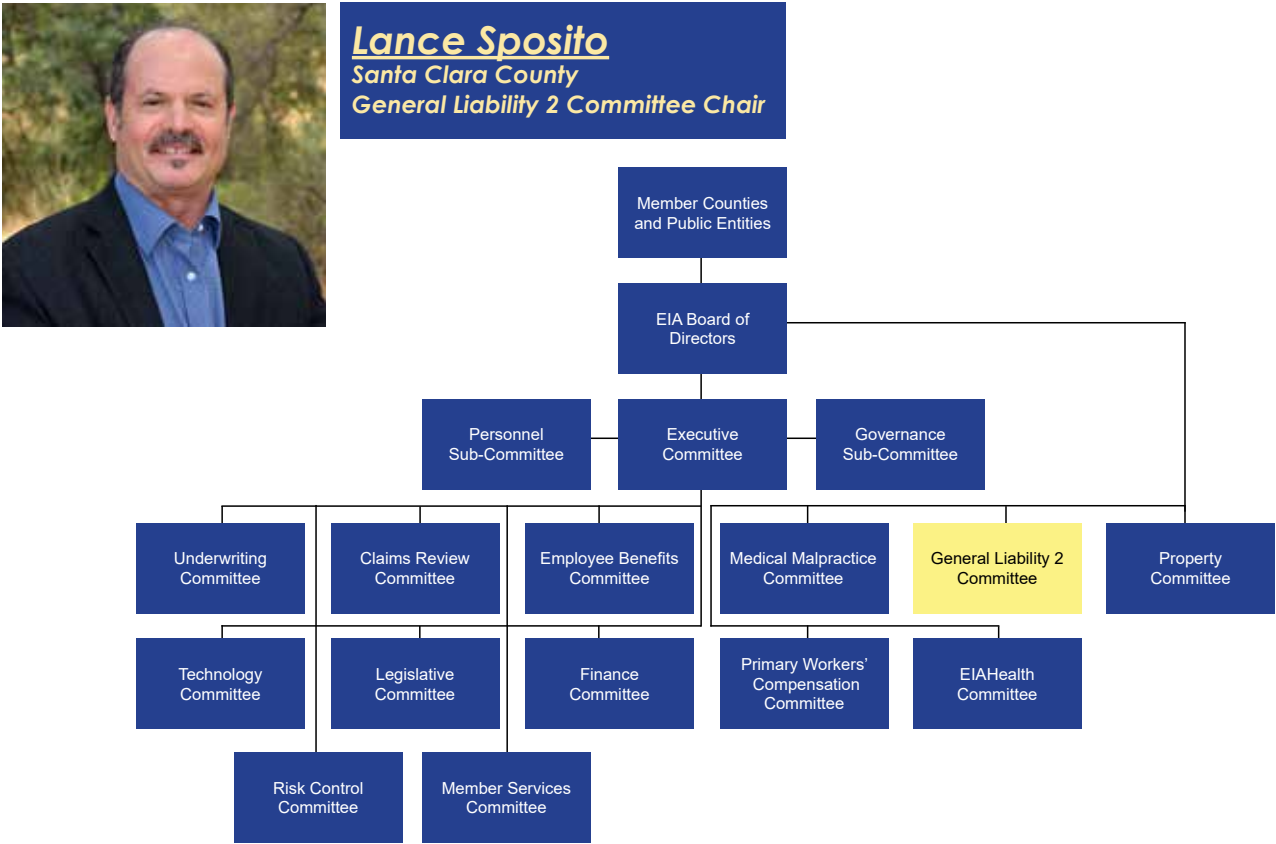 Lance Sposito
Santa Clara County
General Liability 2 Committee Chair
Member Counties
and Public Entities
EIA Board of
Directors
Personnel
Sub-Committee
Executive
Committee
Governance
Sub-Committee
Underwriting
Committee
Claims Review
Committee
Employee Benefits
Committee
Medical Malpractice
Committee
General Liability 2
Committee
Property
Committee
Technology
Committee
Legislative
Committee
Finance
Committee
Primary Workers’
Compensation
Committee
EIAHealth
Committee
Risk Control
Committee
Member Services
Committee